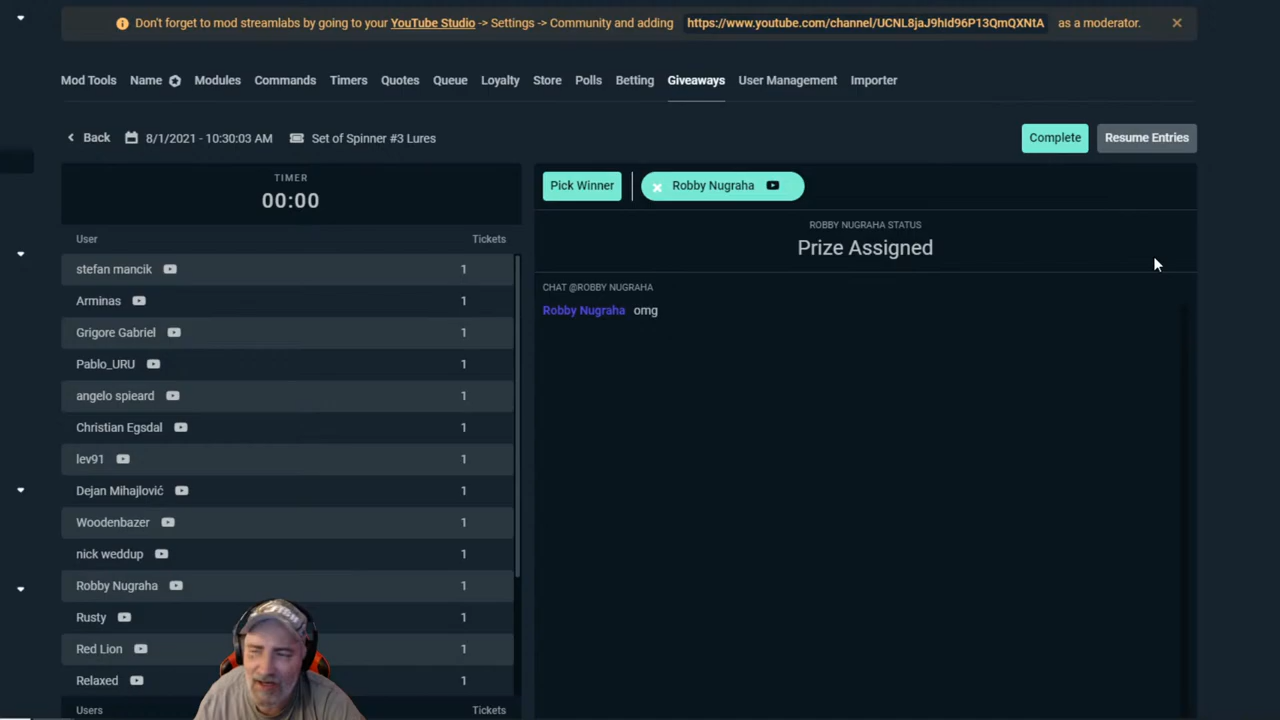 Don't forget to mod streamlabs by going to your YouTube Studio -> Settings -> Community and adding https://www.youtube.com/channel/UCNL8jaJ9hId96P13QmQXNtA as a moderator.
Mod Tools Name Modules Commands Timers Quotes Queue Loyalty Store Polls Betting Giveaways User Management Importer
Back 8/1/2021 - 10:30:03 AM Set of Spinner #3 Lures Complete Resume Entries
TIMER
00:00
User Tickets
stefan mancik 1
Arminas 1
Grigore Gabriel 1
Pablo_URU 1
angelo spieard 1
Christian Egsdal 1
lev91 1
Dejan Mihajlović 1
Woodenbazer 1
nick weddup 1
Robby Nugraha 1
Rusty 1
Red Lion 1
Relaxed 1
Users Tickets
Pick Winner Robby Nugraha
ROBBY NUGRAHA STATUS
Prize Assigned
CHAT @ROBBY NUGRAHA
Robby Nugraha omg